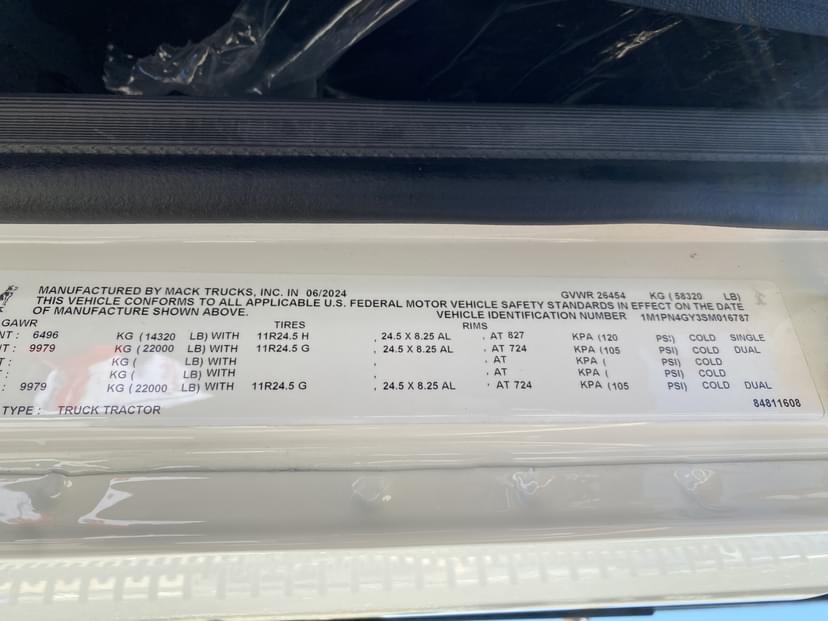 MANUFACTURED BY MACK TRUCKS, INC. IN 06/2024 GVWR 26454 KG (58320 LB)
THIS VEHICLE CONFORMS TO ALL APPLICABLE U.S. FEDERAL MOTOR VEHICLE SAFETY STANDARDS IN EFFECT ON THE DATE
OF MANUFACTURE SHOWN ABOVE. VEHICLE IDENTIFICATION NUMBER 1M1PN4GY3SM016787
GAWR TIRES RIMS
NT : 6496 KG (14320 LB) WITH 11R24.5 H , 24.5 X 8.25 AL , AT 827 KPA (120 PSI) COLD SINGLE
T : 9979 KG (22000 LB) WITH 11R24.5 G , 24.5 X 8.25 AL , AT 724 KPA (105 PSI) COLD DUAL
T : KG ( LB) WITH , , AT KPA ( PSI) COLD
: KG ( LB) WITH , , AT KPA ( PSI) COLD
: 9979 KG (22000 LB) WITH 11R24.5 G , 24.5 X 8.25 AL , AT 724 KPA (105 PSI) COLD DUAL
TYPE : TRUCK TRACTOR 84811608